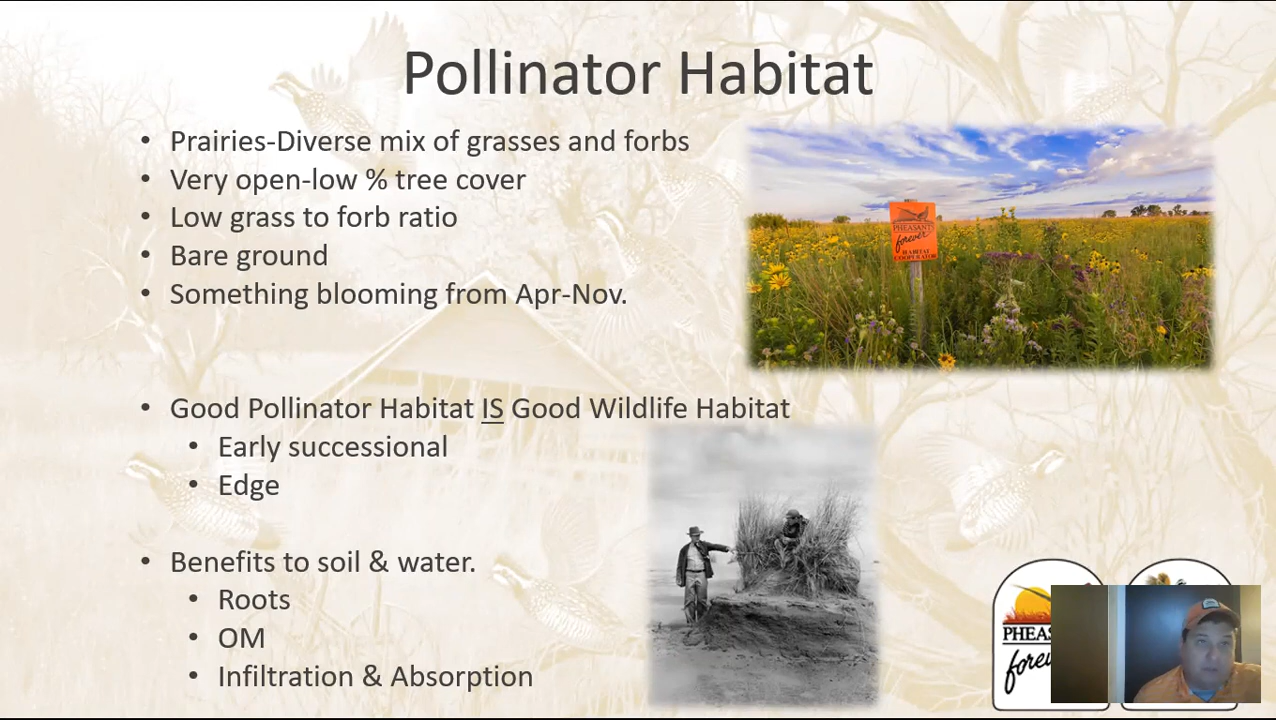 Pollinator Habitat
• Prairies-Diverse mix of grasses and forbs
• Very open-low % tree cover
• Low grass to forb ratio
• Bare ground
• Something blooming from Apr-Nov.
PHEASANTS
forever
HABITAT
COOPERATOR
• Good Pollinator Habitat IS Good Wildlife Habitat
• Early successional
• Edge
• Benefits to soil & water.
• Roots
• OM
• Infiltration & Absorption
PHEAS
forev